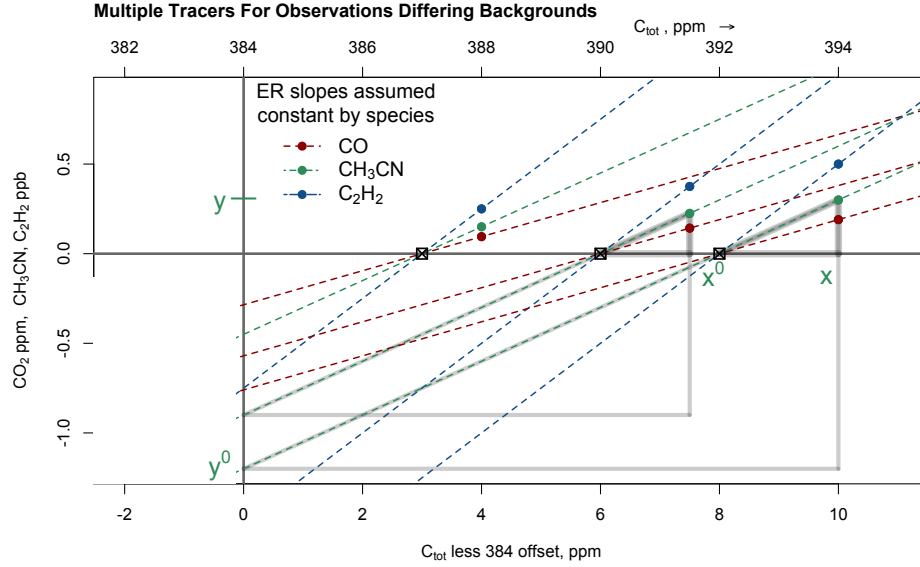 Multiple Tracers For Observations Differing Backgrounds
C_tot , ppm →
382 384 386 388 390 392 394
ER slopes assumed
constant by species
CO
CH₃CN
C₂H₂
CO₂ ppm, CH₃CN, C₂H₂ ppb
0.5
0.0
-0.5
-1.0
y
y⁰
x⁰
x
-2 0 2 4 6 8 10
C_tot less 384 offset, ppm